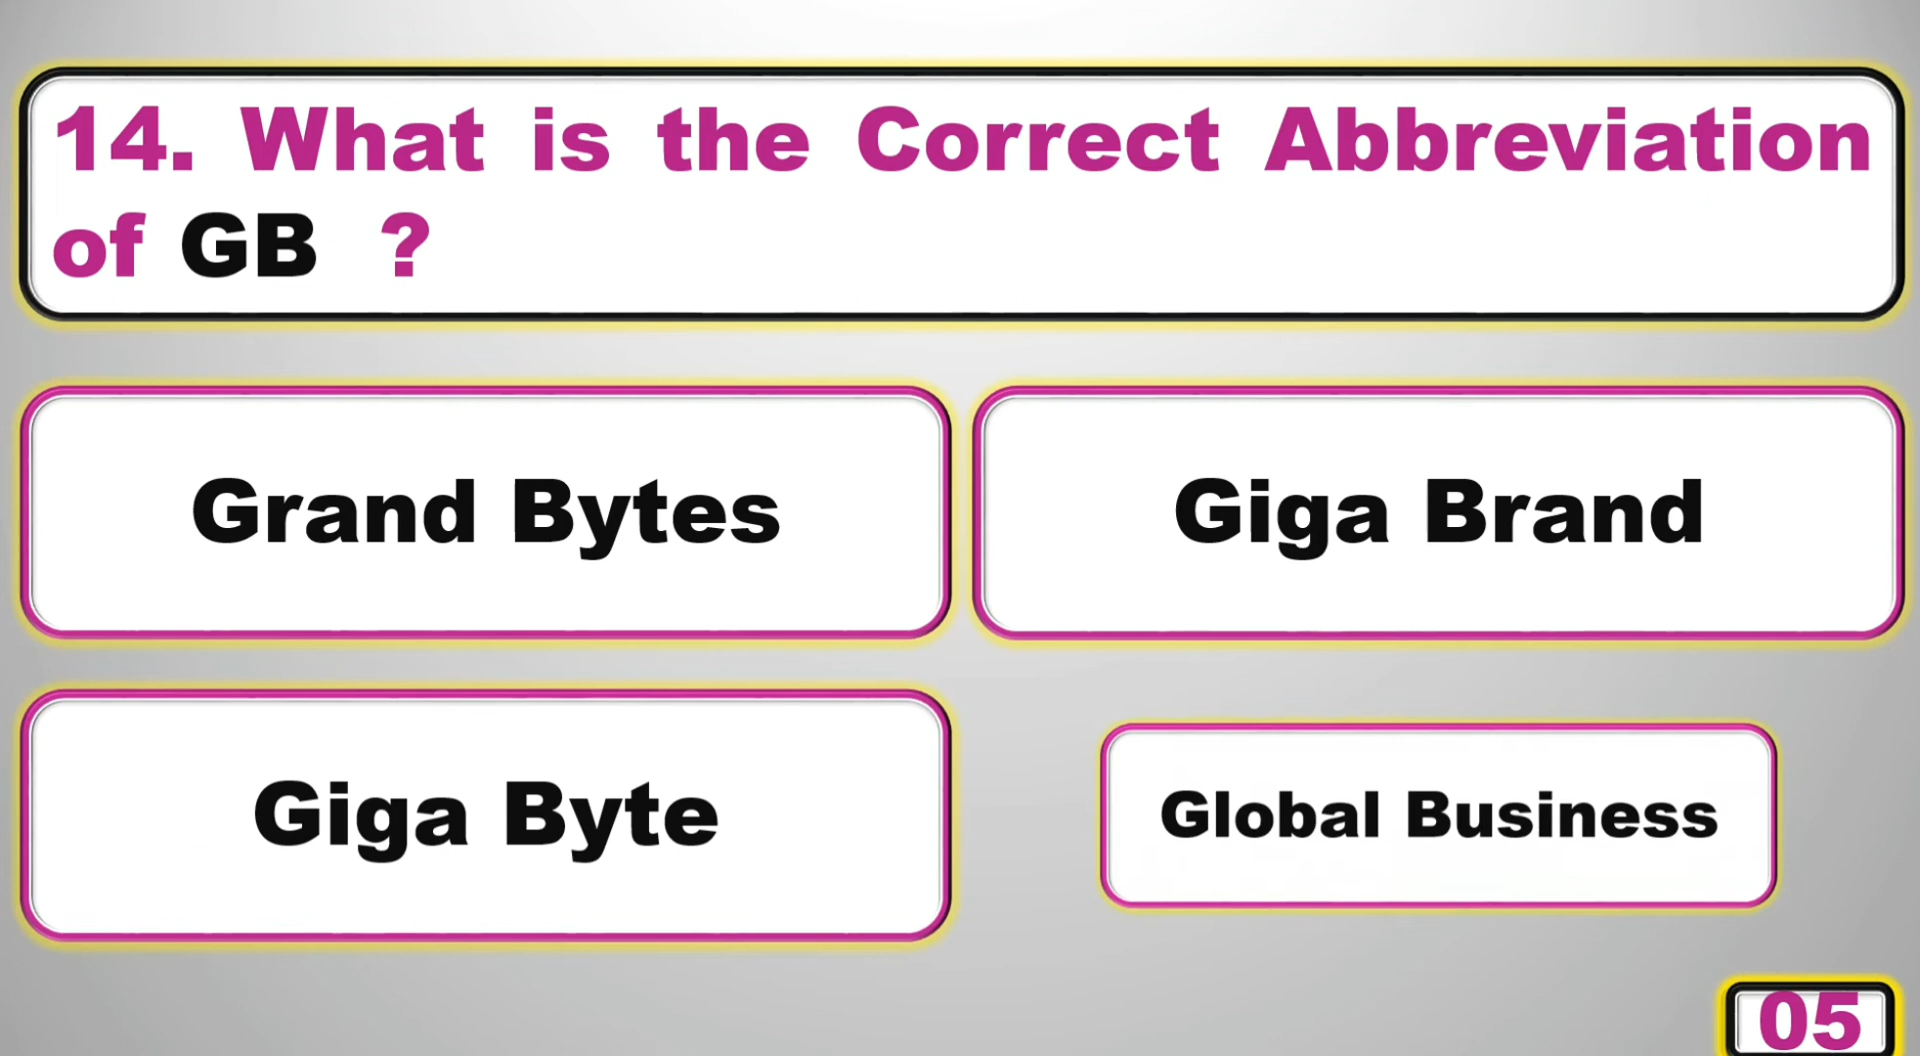 14. What is the Correct Abbreviation
of GB ?
Grand Bytes
Giga Brand
Giga Byte
Global Business
05